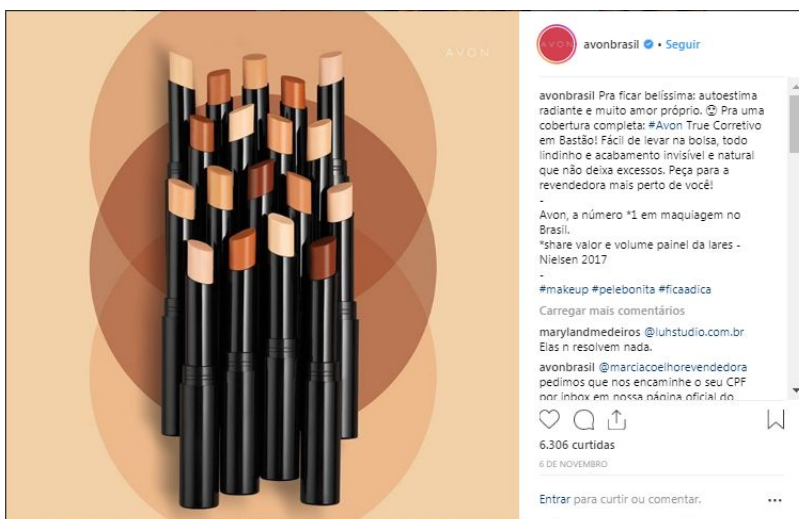 AVON
AVON
avonbrasil • Seguir
avonbrasil Pra ficar belíssima: autoestima
radiante e muito amor próprio. 😍 Pra uma
cobertura completa: #Avon True Corretivo
em Bastão! Fácil de levar na bolsa, todo
lindinho e acabamento invisível e natural
que não deixa excessos. Peça para a
revendedora mais perto de você!
-
Avon, a número *1 em maquiagem no
Brasil.
*share valor e volume painel da lares -
Nielsen 2017
-
#makeup #pelebonita #ficaadica
Carregar mais comentários
marylandmedeiros @luhstudio.com.br
Elas n resolvem nada.
avonbrasil @marciacoelhorevendedora
pedimos que nos encaminhe o seu CPF
por inbox em nossa página oficial do
6.306 curtidas
6 DE NOVEMBRO
Entrar para curtir ou comentar.